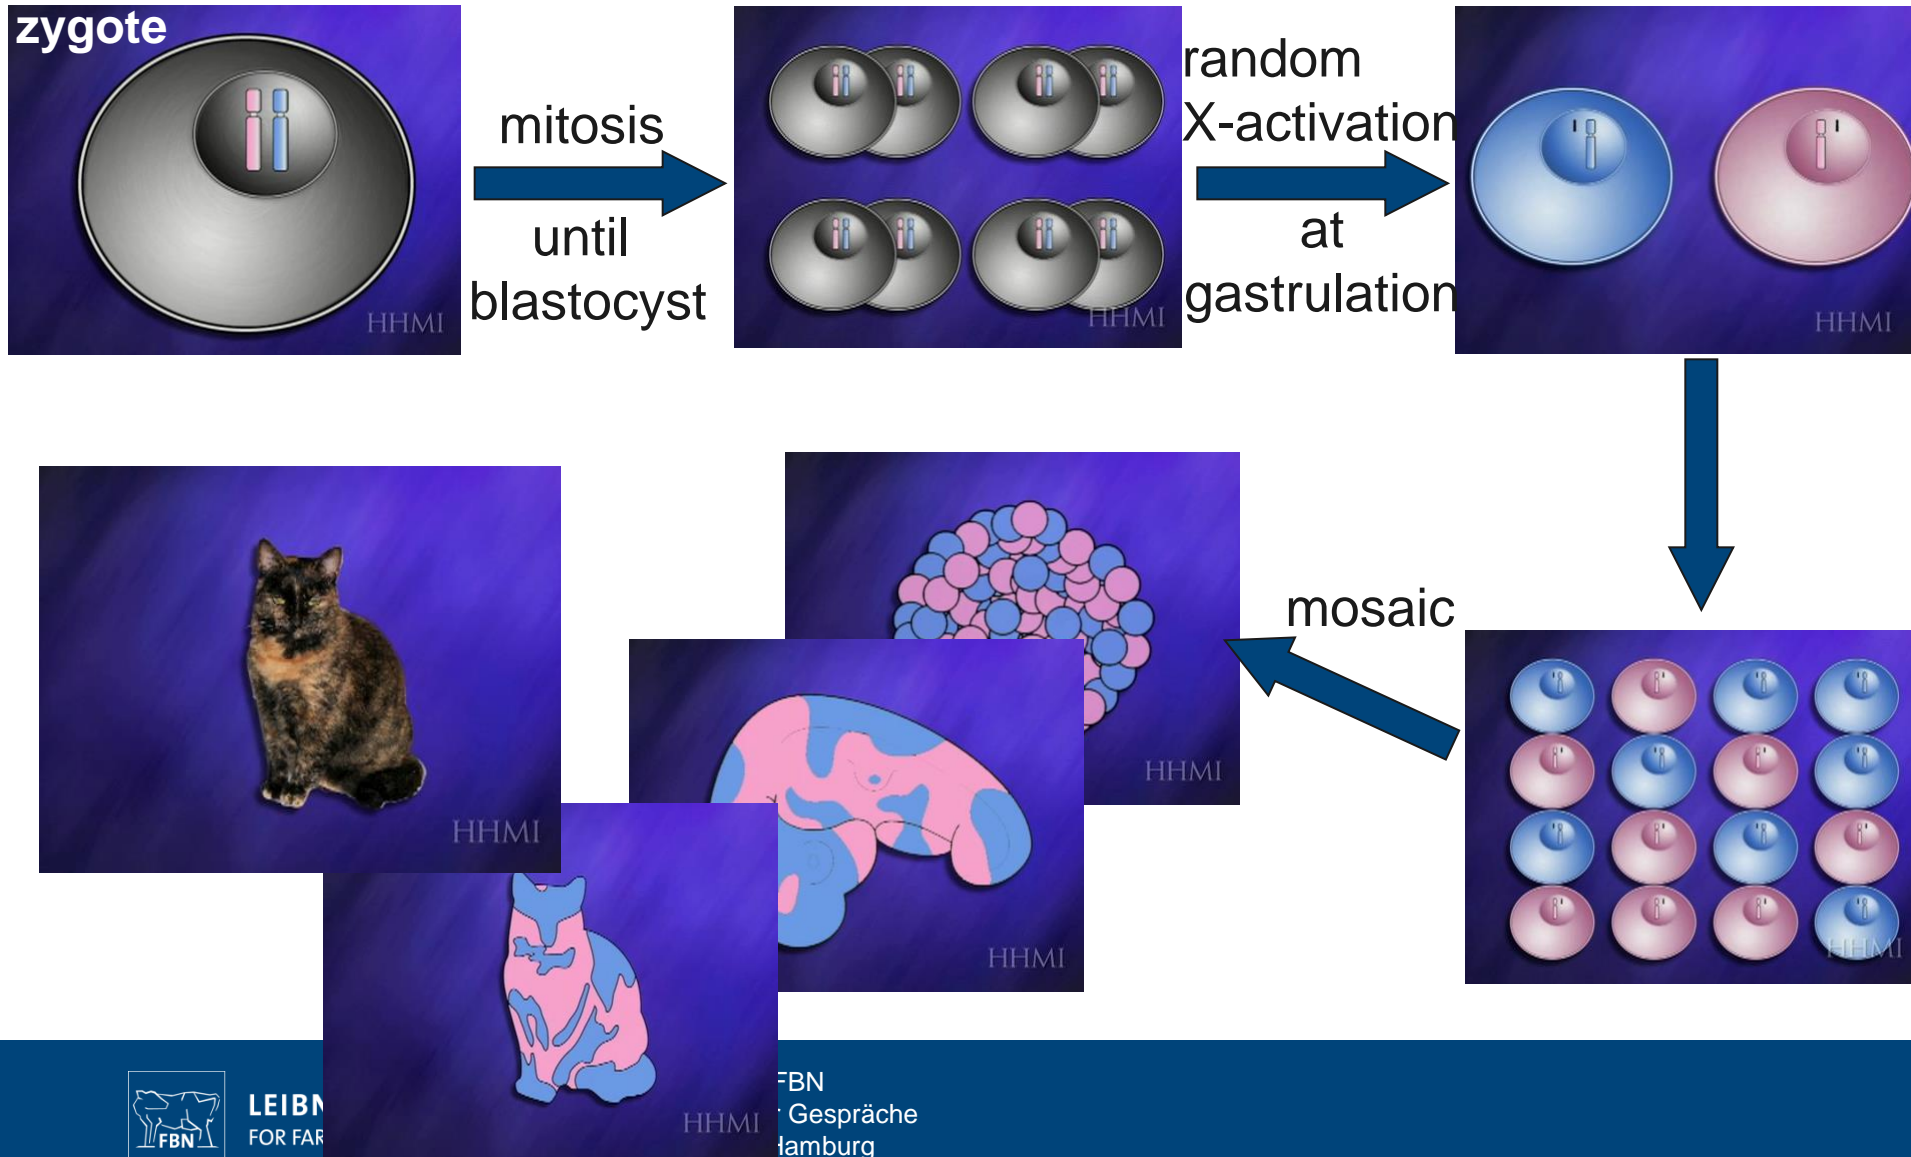 zygote
HHMI
mitosis
until
blastocyst
HHMI
random
X-activation
at
gastrulation
HHMI
HHMI
mosaic
HHMI
HHMI
HHMI
HHMI
FBN
LEIBN
FOR FAR
FBN
Gespräche
Hamburg